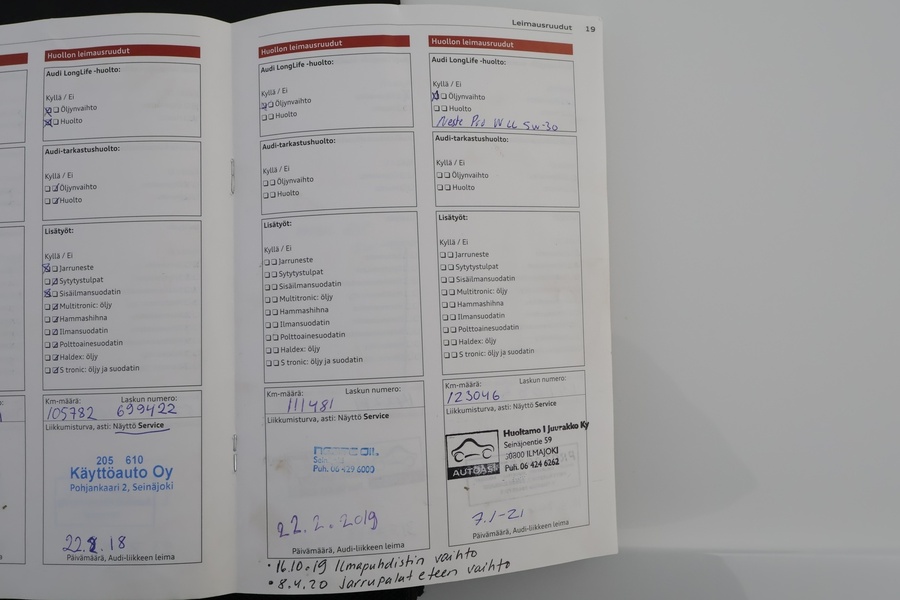 Leimausruudut 19
Huollon leimausruudut
Audi LongLife -huolto:
Kyllä / Ei
Öljynvaihto
Huolto
Audi-tarkastushuolto:
Kyllä / Ei
Öljynvaihto
Huolto
Lisätyöt:
Kyllä / Ei
Jarruneste
Sytytystulpat
Sisäilmansuodatin
Multitronic: öljy
Hammashihna
Ilmansuodatin
Polttoainesuodatin
Haldex: öljy
S tronic: öljy ja suodatin
Km-määrä: Laskun numero:
105782 699422
Liikkumisturva, asti: Näyttö Service
205 610
Käyttöauto Oy
Pohjankaari 2, Seinäjoki
22.8.18
Päivämäärä, Audi-liikkeen leima
Huollon leimausruudut
Audi LongLife -huolto:
Kyllä / Ei
Öljynvaihto
Huolto
Audi-tarkastushuolto:
Kyllä / Ei
Öljynvaihto
Huolto
Lisätyöt:
Kyllä / Ei
Jarruneste
Sytytystulpat
Sisäilmansuodatin
Multitronic: öljy
Hammashihna
Ilmansuodatin
Polttoainesuodatin
Haldex: öljy
S tronic: öljy ja suodatin
Km-määrä: Laskun numero:
111481
Liikkumisturva, asti: Näyttö Service
Puh. 06 429 6000
22.2.2019
Päivämäärä, Audi-liikkeen leima
Huollon leimausruudut
Audi LongLife -huolto:
Kyllä / Ei
Öljynvaihto
Huolto
Neste Pro W LL 5W-30
Audi-tarkastushuolto:
Kyllä / Ei
Öljynvaihto
Huolto
Lisätyöt:
Kyllä / Ei
Jarruneste
Sytytystulpat
Sisäilmansuodatin
Multitronic: öljy
Hammashihna
Ilmansuodatin
Polttoainesuodatin
Haldex: öljy
S tronic: öljy ja suodatin
Km-määrä: Laskun numero:
123046
Liikkumisturva, asti: Näyttö Service
AUTOASI
Huoltamo I Juurakko Ky
Seinäjoentie 59
60800 ILMAJOKI
Puh. 06 424 6262
7.1-21
Päivämäärä, Audi-liikkeen leima
• 16.10.19 Ilmapuhdistin vaihto
• 8.4.20 Jarrupalat eteen vaihto